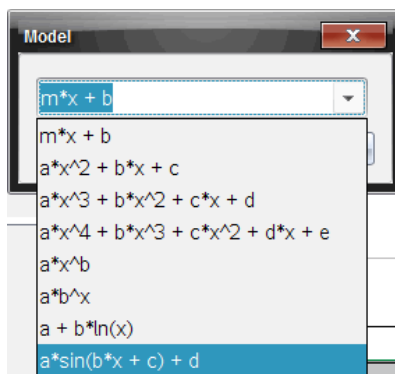 Model
m*x + b
m*x + b
a*x^2 + b*x + c
a*x^3 + b*x^2 + c*x + d
a*x^4 + b*x^3 + c*x^2 + d*x + e
a*x^b
a*b^x
a + b*ln(x)
a*sin(b*x + c) + d